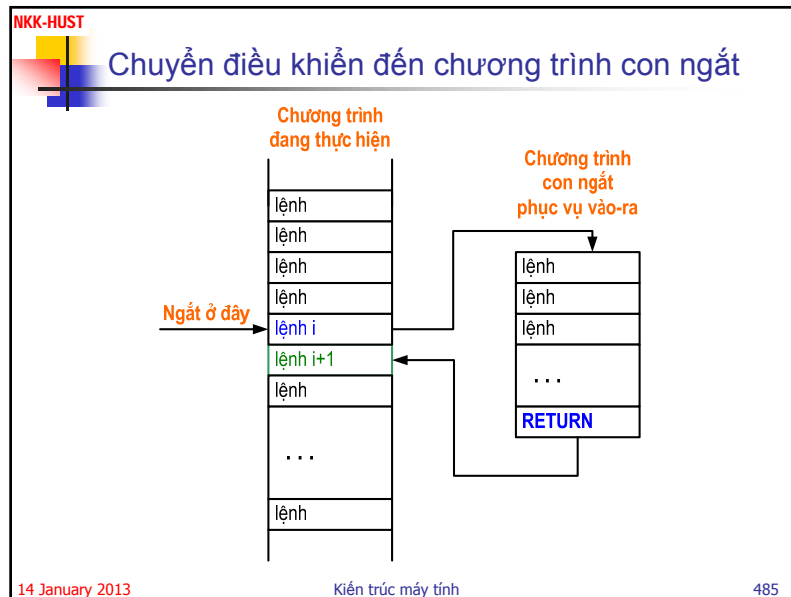 NKK-HUST
Chuyển điều khiển đến chương trình con ngắt
Chương trình
đang thực hiện
Chương trình
con ngắt
phục vụ vào-ra
lệnh
lệnh
lệnh
lệnh
Ngắt ở đây
lệnh i
lệnh i+1
lệnh
...
lệnh
lệnh
lệnh
lệnh
...
RETURN
14 January 2013
Kiến trúc máy tính
485